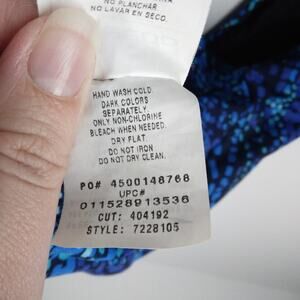 NO PLANCHAR
NO LAVAR EN SECO.
HAND WASH COLD
DARK COLORS
SEPARATELY.
ONLY NON-CHLORINE
BLEACH WHEN NEEDED.
DRY FLAT.
DO NOT IRON
DO NOT DRY CLEAN.
PO# 4500148768
UPC#
011528913536
CUT: 404192
STYLE: 7228105